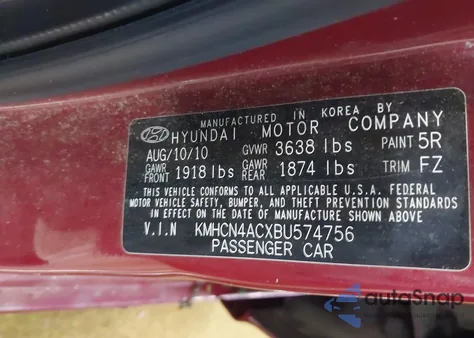 MANUFACTURED IN KOREA BY
HYUNDAI MOTOR COMPANY
AUG/10/10 GVWR 3638 lbs PAINT 5R
GAWR FRONT 1918 lbs GAWR REAR 1874 lbs TRIM FZ
THIS VEHICLE CONFORMS TO ALL APPLICABLE U.S.A. FEDERAL
MOTOR VEHICLE SAFETY, BUMPER, AND THEFT PREVENTION STANDARDS
IN EFFECT ON THE DATE OF MANUFACTURE SHOWN ABOVE.
V.I.N KMHCN4ACXBU574756
PASSENGER CAR
autoSnap